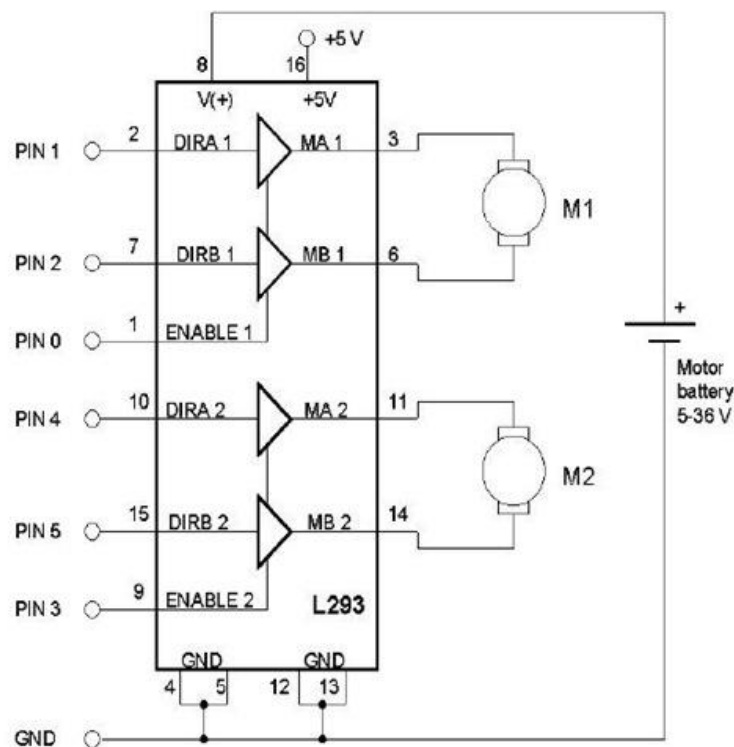 +5 V
8 16
V(+) +5V
PIN 1 2 DIRA 1 MA 1 3
M1
PIN 2 7 DIRB 1 MB 1 6
PIN 0 1 ENABLE 1
+
Motor
battery
5-36 V
PIN 4 10 DIRA 2 MA 2 11
M2
PIN 5 15 DIRB 2 MB 2 14
PIN 3 9 ENABLE 2
L293
GND GND
4 5 12 13
GND